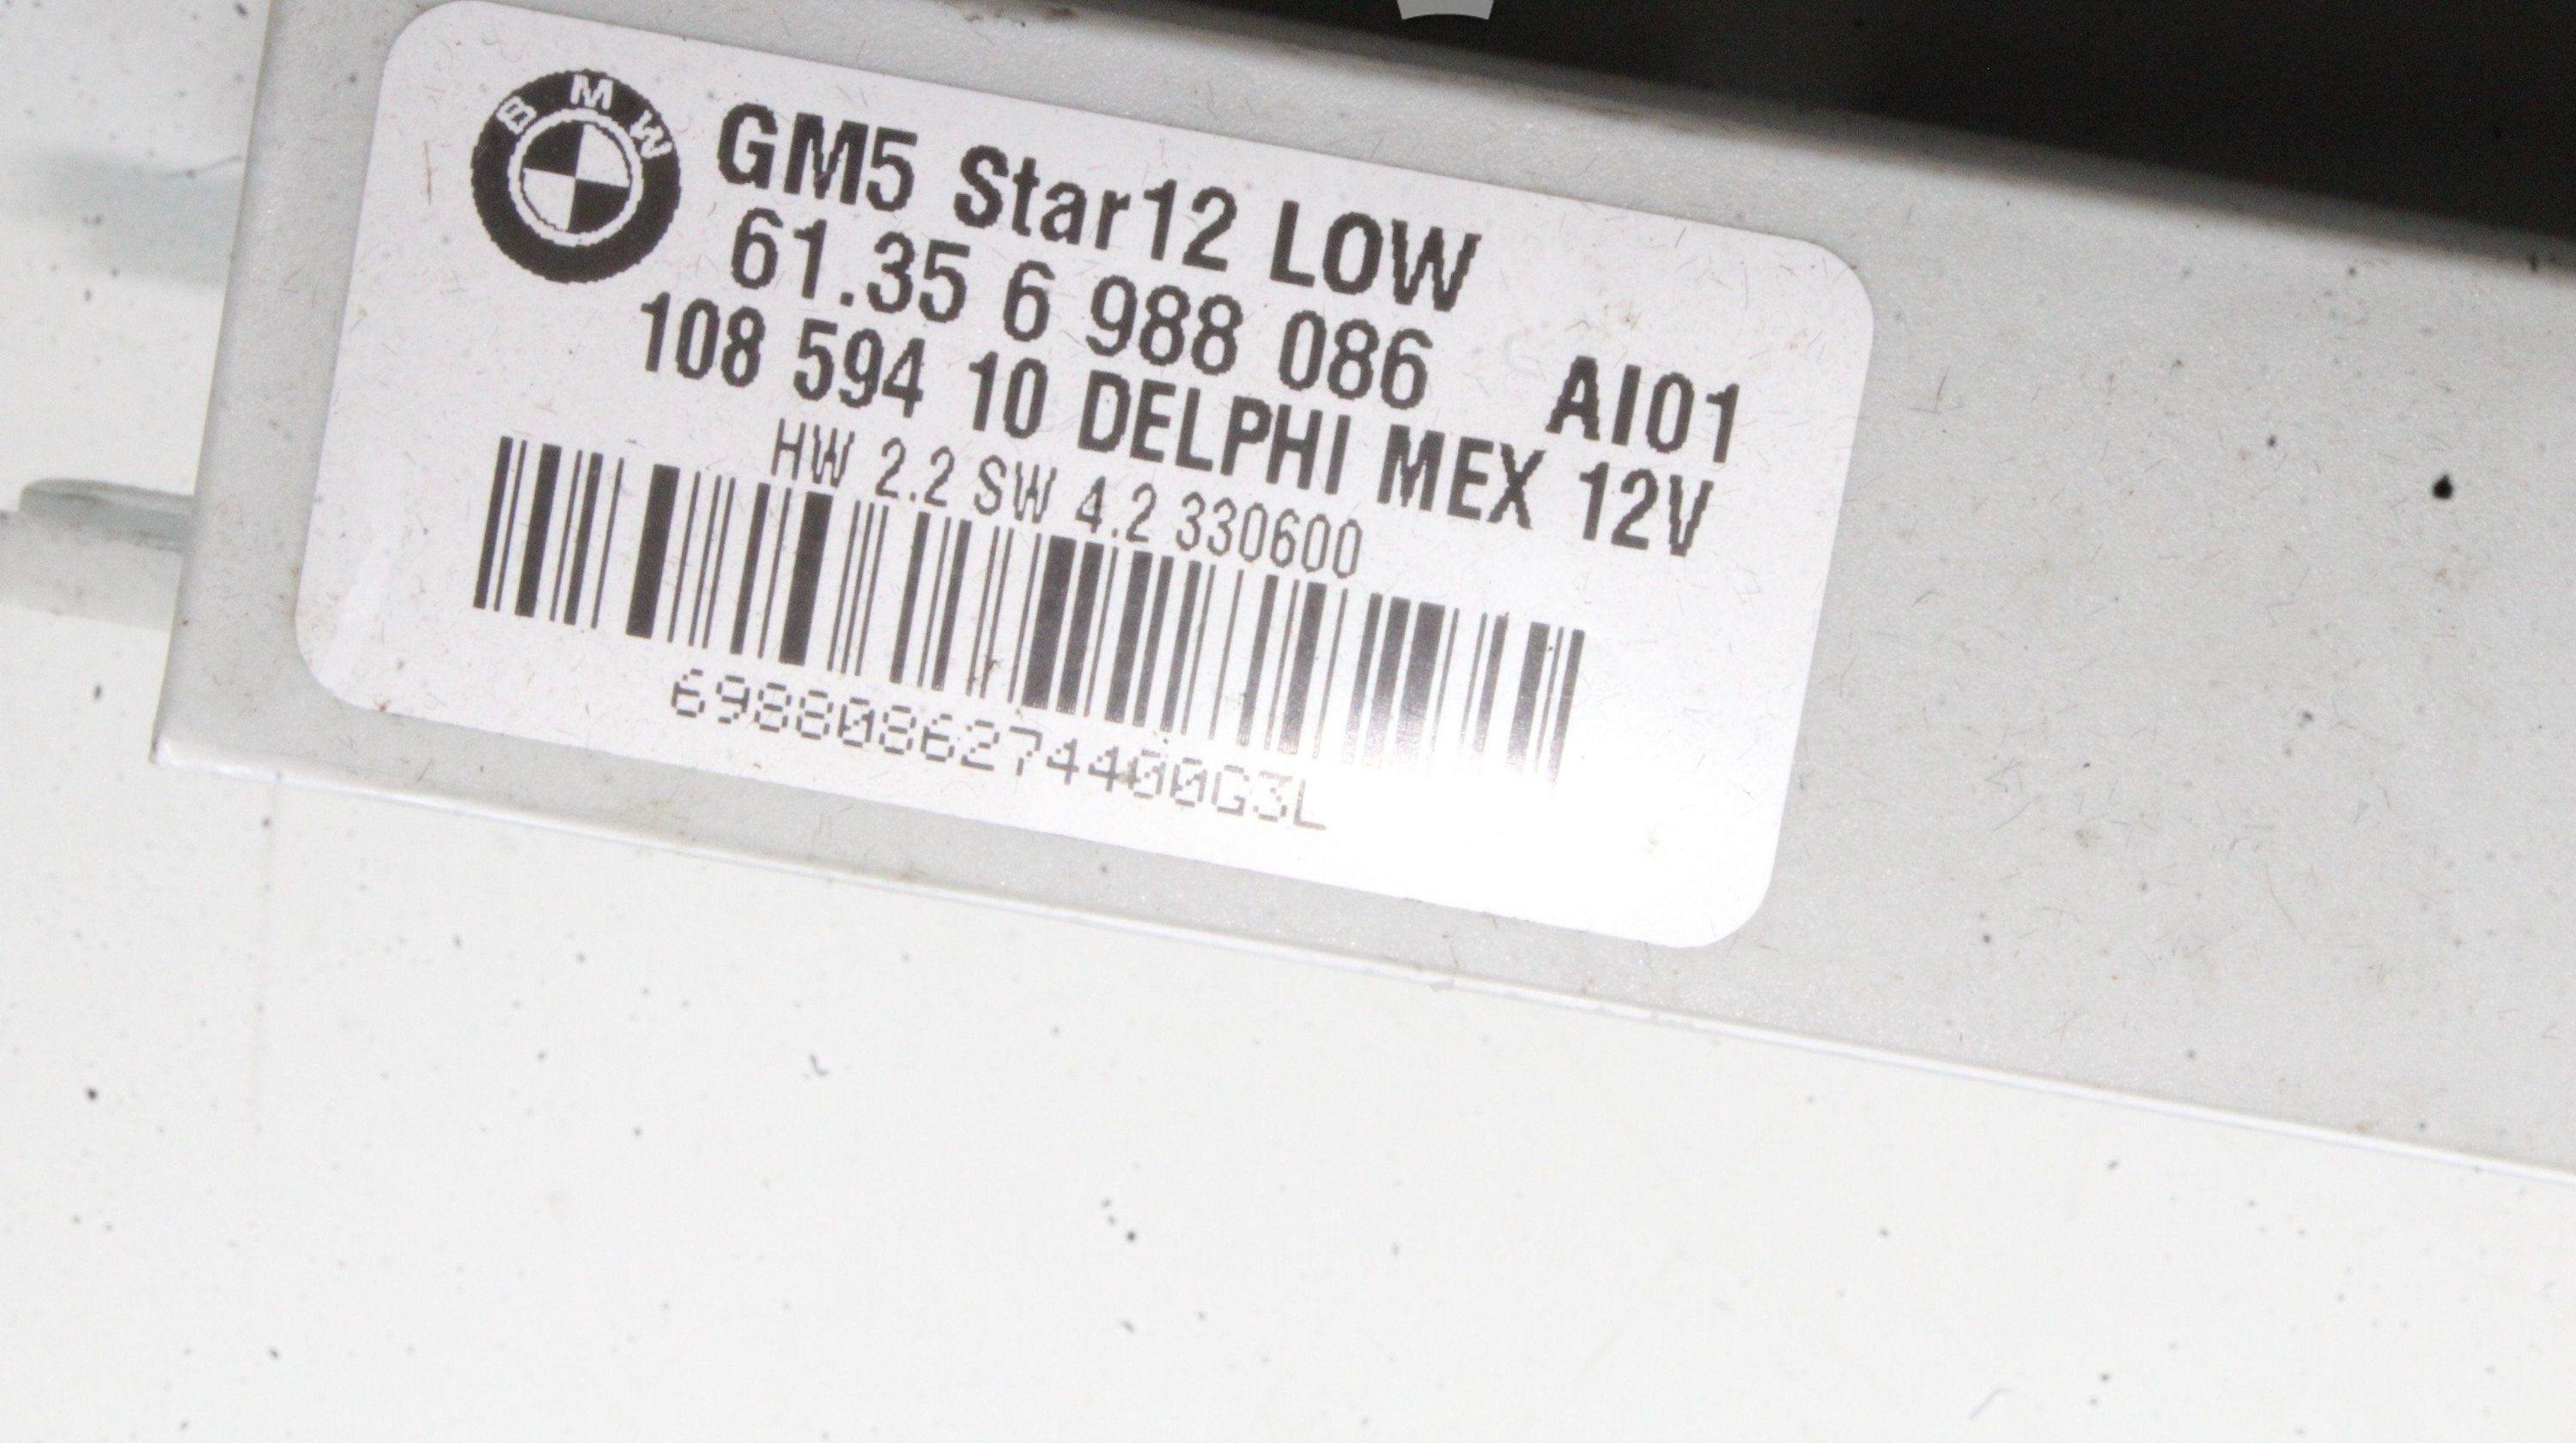 BMW
GM5 Star12 LOW
61.35 6 988 086 AI01
108 594 10 DELPHI MEX 12V
HW 2.2 SW 4.2 330600
6988086274400G3L